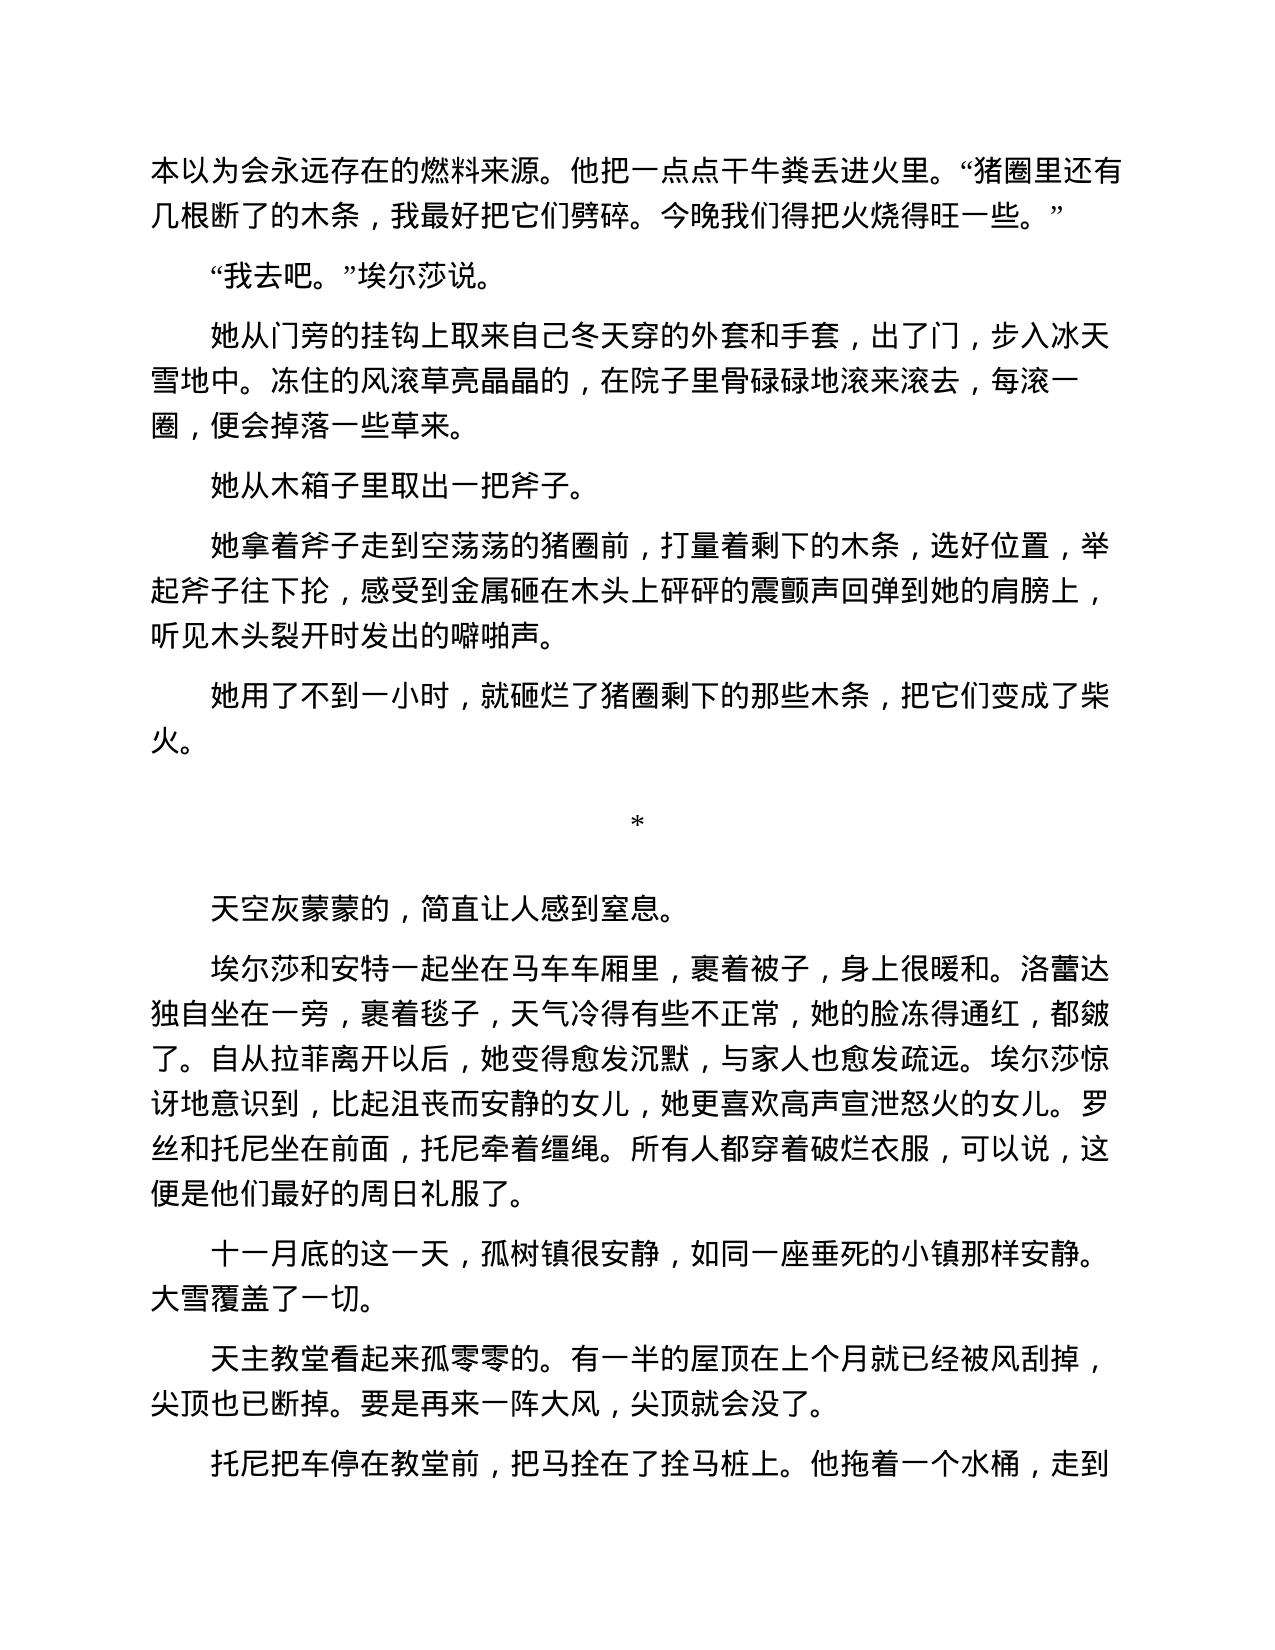 本以为会永远存在的燃料来源。他把一点点干牛粪丢进火里。“猪圈里还有
几根断了的木条，我最好把它们劈碎。今晚我们得把火烧得旺一些。”
“我去吧。”埃尔莎说。
她从门旁的挂钩上取来自己冬天穿的外套和手套，出了门，步入冰天
雪地中。冻住的风滚草亮晶晶的，在院子里骨碌碌地滚来滚去，每滚一
圈，便会掉落一些草来。
她从木箱子里取出一把斧子。
她拿着斧子走到空荡荡的猪圈前，打量着剩下的木条，选好位置，举
起斧子往下抡，感受到金属砸在木头上砰砰的震颤声回弹到她的肩膀上，
听见木头裂开时发出的噼啪声。
她用了不到一小时，就砸烂了猪圈剩下的那些木条，把它们变成了柴
火。
*
天空灰蒙蒙的，简直让人感到窒息。
埃尔莎和安特一起坐在马车车厢里，裹着被子，身上很暖和。洛蕾达
独自坐在一旁，裹着毯子，天气冷得有些不正常，她的脸冻得通红，都皴
了。自从拉菲离开以后，她变得愈发沉默，与家人也愈发疏远。埃尔莎惊
讶地意识到，比起沮丧而安静的女儿，她更喜欢高声宣泄怒火的女儿。罗
丝和托尼坐在前面，托尼牵着缰绳。所有人都穿着破烂衣服，可以说，这
便是他们最好的周日礼服了。
十一月底的这一天，孤树镇很安静，如同一座垂死的小镇那样安静。
大雪覆盖了一切。
天主教堂看起来孤零零的。有一半的屋顶在上个月就已经被风刮掉，
尖顶也已断掉。要是再来一阵大风，尖顶就会没了。
托尼把车停在教堂前，把马拴在了拴马桩上。他拖着一个水桶，走到